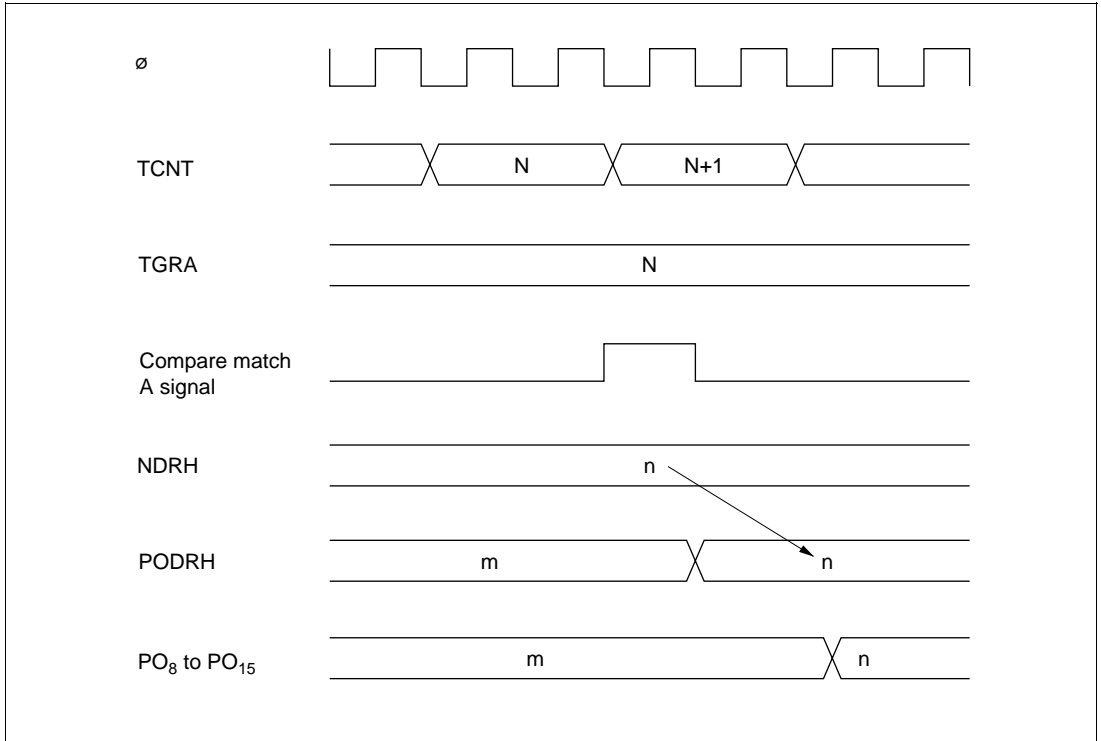 ø
TCNT N N+1
TGRA N
Compare match
A signal
NDRH n
PODRH m n
PO8 to PO15 m n